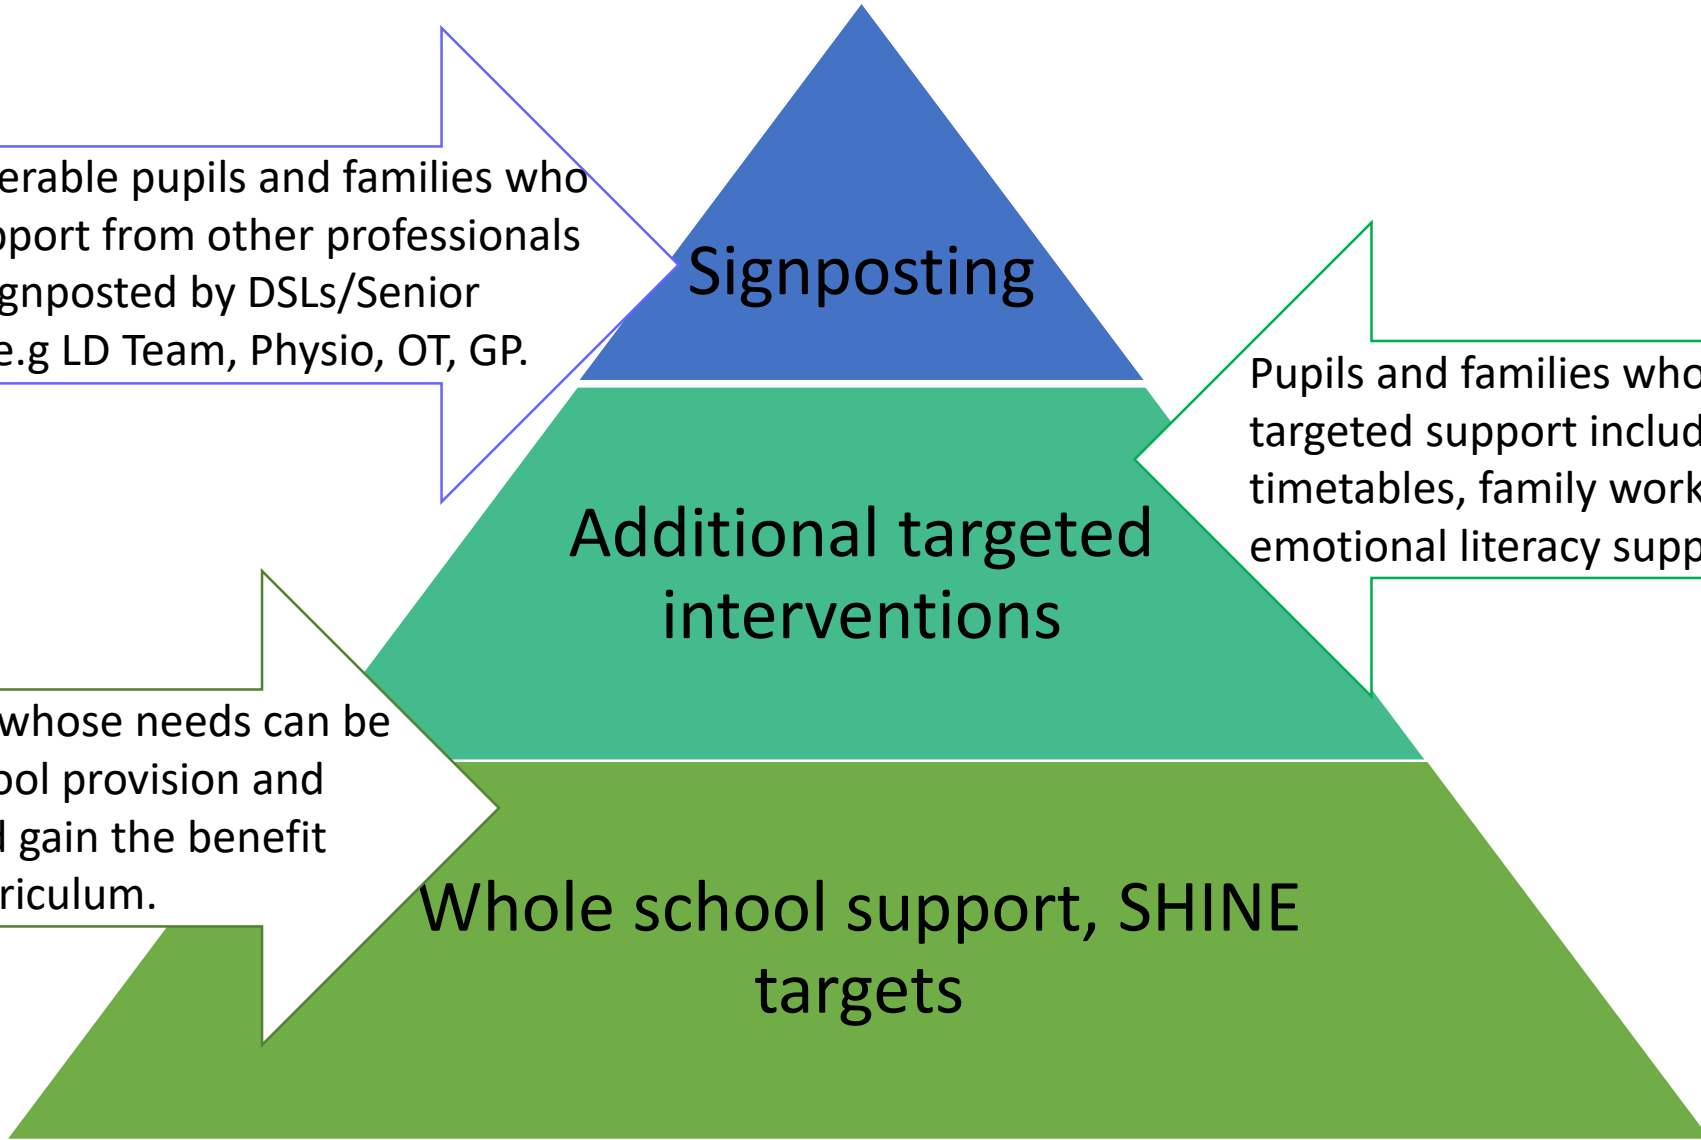 erable pupils and families who
pport from other professionals
gnposted by DSLs/Senior
e.g LD Team, Physio, OT, GP.
Signposting
Pupils and families who
targeted support includ
timetables, family work
emotional literacy supp
Additional targeted
interventions
whose needs can be
ool provision and
d gain the benefit
riculum.
Whole school support, SHINE
targets